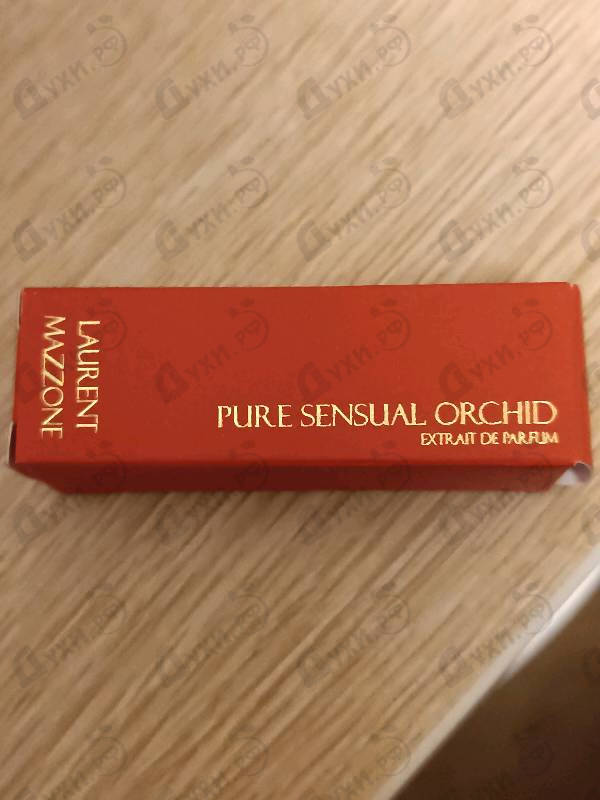 LAURENT
MAZZONE
PURE SENSUAL ORCHID
EXTRAIT DE PARFUM
Духи.рф